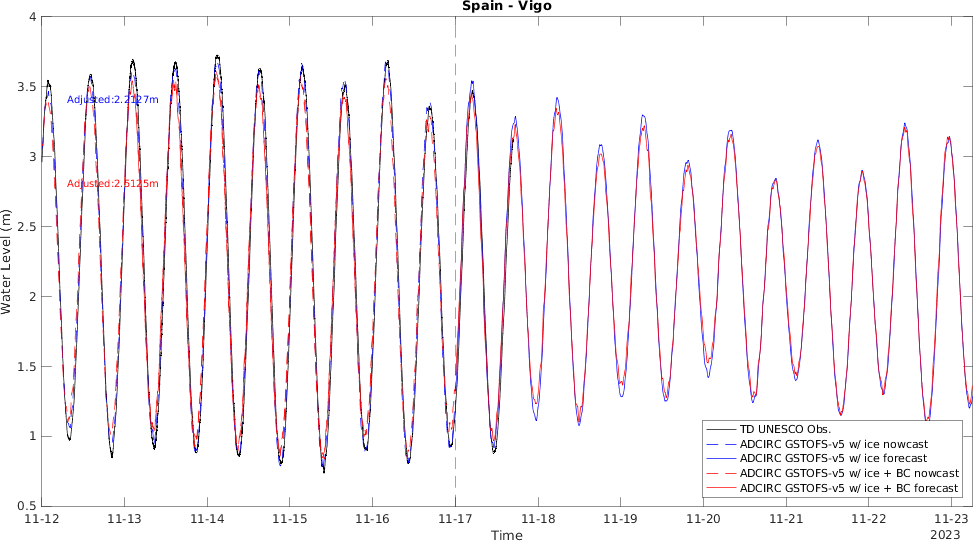 Spain - Vigo
4
3.5
3
2.5
2
1.5
1
0.5
Water Level (m)
Adjusted:2.2127m
Adjusted:2.5125m
TD UNESCO Obs.
ADCIRC GSTOFS-v5 w/ ice nowcast
ADCIRC GSTOFS-v5 w/ ice forecast
ADCIRC GSTOFS-v5 w/ ice + BC nowcast
ADCIRC GSTOFS-v5 w/ ice + BC forecast
11-12 11-13 11-14 11-15 11-16 11-17 11-18 11-19 11-20 11-21 11-22 11-23
2023
Time